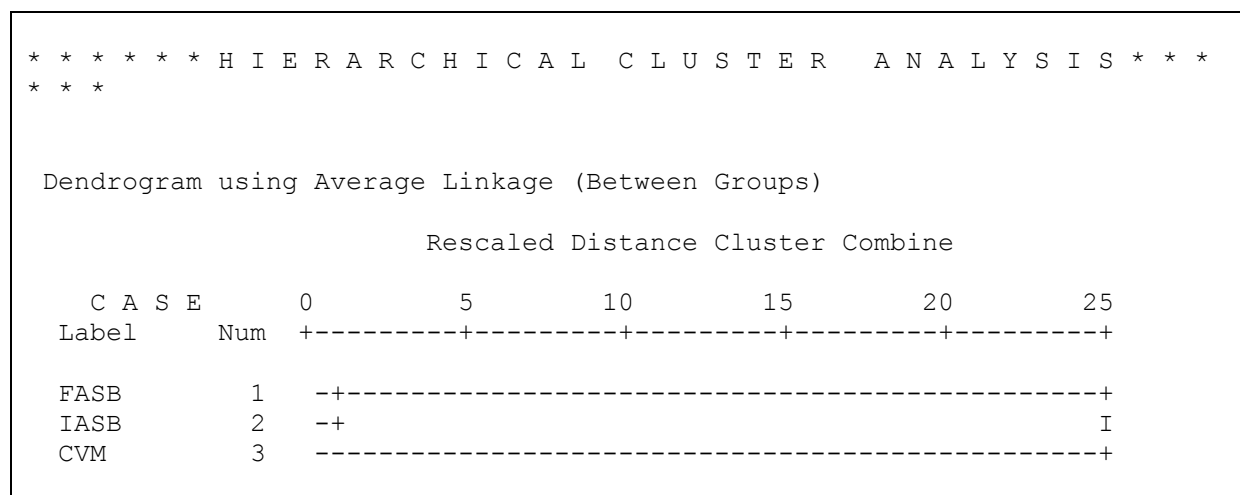 * * * * * * H I E R A R C H I C A L   C L U S T E R   A N A L Y S I S * * *
* * *
Dendrogram using Average Linkage (Between Groups)
Rescaled Distance Cluster Combine
C A S E 0 5 10 15 20 25
Label Num +---------+---------+---------+---------+---------+
FASB 1 -+-----------------------------------------------+
IASB 2 -+ I
CVM 3 -------------------------------------------------+